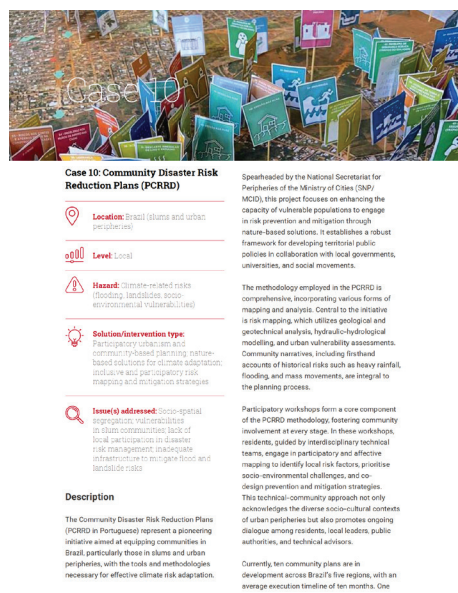 Case 10
Case 10: Community Disaster Risk
Reduction Plans (PCRRD)
Location: Brazil (slums and urban
peripheries)
Level: Local
Hazard: Climate-related risks
(flooding, landslides, socio-
environmental vulnerabilities)
Solution/intervention type:
Participatory urbanism and
community-based planning; nature-
based solutions for climate adaptation;
inclusive and participatory risk
mapping and mitigation strategies
Issue(s) addressed: Socio-spatial
segregation; vulnerabilities
in slum communities; lack of
local participation in disaster
risk management; inadequate
infrastructure to mitigate flood and
landslide risks
Description
The Community Disaster Risk Reduction Plans
(PCRRD in Portuguese) represent a pioneering
initiative aimed at equipping communities in
Brazil, particularly those in slums and urban
peripheries, with the tools and methodologies
necessary for effective climate risk adaptation.
Spearheaded by the National Secretariat for
Peripheries of the Ministry of Cities (SNP/
MCID), this project focuses on enhancing the
capacity of vulnerable populations to engage
in risk prevention and mitigation through
nature-based solutions. It establishes a robust
framework for developing territorial public
policies in collaboration with local governments,
universities, and social movements.
The methodology employed in the PCRRD is
comprehensive, incorporating various forms of
mapping and analysis. Central to the initiative
is risk mapping, which utilizes geological and
geotechnical analysis, hydraulic-hydrological
modelling, and urban vulnerability assessments.
Community narratives, including firsthand
accounts of historical risks such as heavy rainfall,
flooding, and mass movements, are integral to
the planning process.
Participatory workshops form a core component
of the PCRRD methodology, fostering community
involvement at every stage. In these workshops,
residents, guided by interdisciplinary technical
teams, engage in participatory and affective
mapping to identify local risk factors, prioritise
socio-environmental challenges, and co-
design prevention and mitigation strategies.
This technical-community approach not only
acknowledges the diverse socio-cultural contexts
of urban peripheries but also promotes ongoing
dialogue among residents, local leaders, public
authorities, and technical advisors.
Currently, ten community plans are in
development across Brazil's five regions, with an
average execution timeline of ten months. One